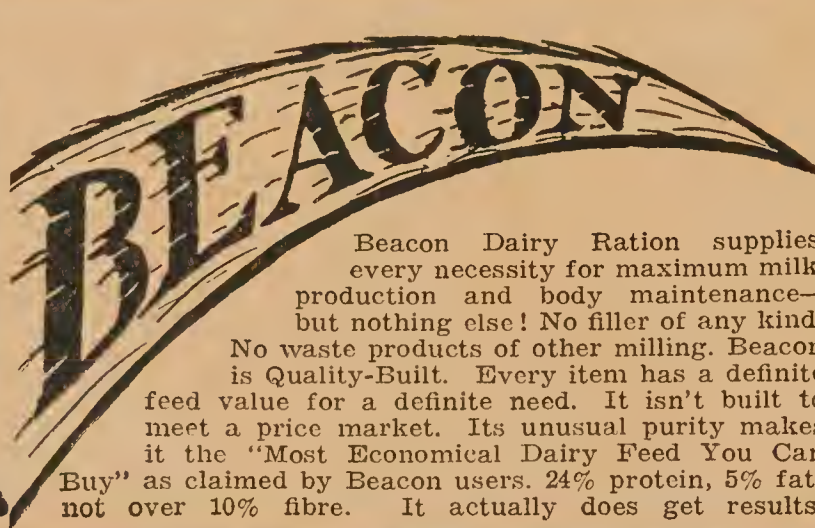 BEACON
Beacon Dairy Ration supplies
every necessity for maximum milk
production and body maintenance—
but nothing else! No filler of any kind
No waste products of other milling. Beacon
is Quality-Built. Every item has a definite
feed value for a definite need. It isn't built to
meet a price market. Its unusual purity makes
it the "Most Economical Dairy Feed You Can
Buy" as claimed by Beacon users. 24% protein, 5% fat
not over 10% fibre. It actually does get results